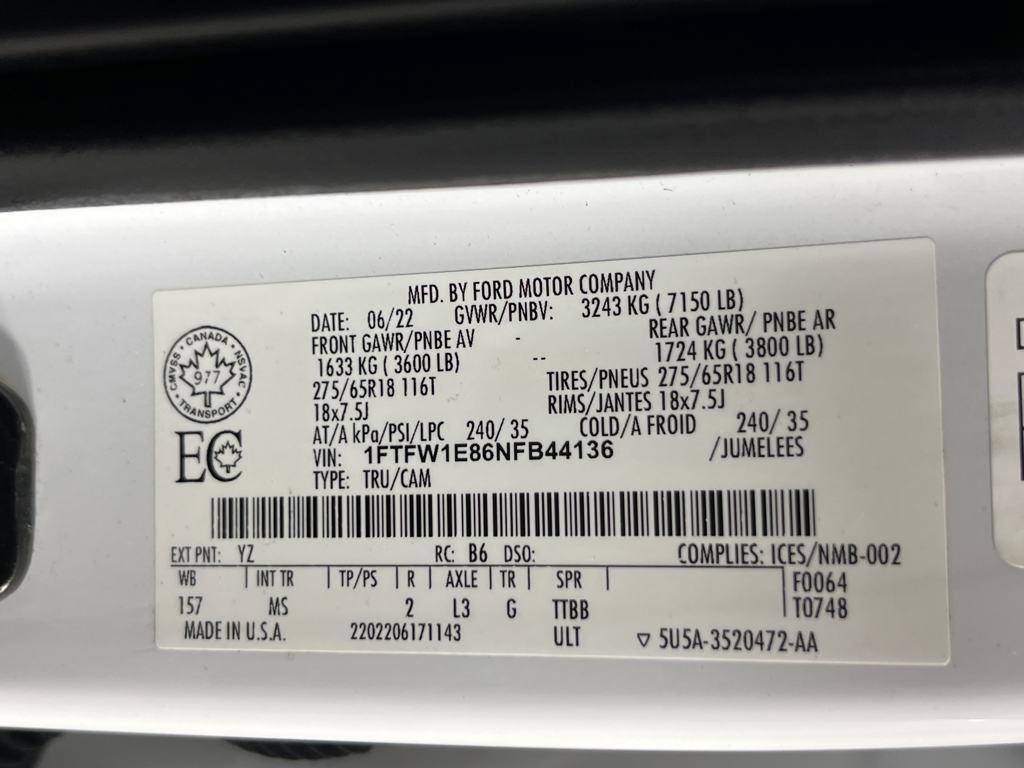 MFD. BY FORD MOTOR COMPANY
DATE: 06/22 GVWR/PNBV: 3243 KG ( 7150 LB)
FRONT GAWR/PNBE AV - REAR GAWR/ PNBE AR
1633 KG ( 3600 LB) -- 1724 KG ( 3800 LB)
275/65R18 116T TIRES/PNEUS 275/65R18 116T
18x7.5J RIMS/JANTES 18x7.5J
AT/A kPa/PSI/LPC 240/ 35 COLD/A FROID 240/ 35
VIN: 1FTFW1E86NFB44136 /JUMELEES
TYPE: TRU/CAM
CMVSS · CANADA · NSVAC
977
TRANSPORT
EC
EXT PNT: YZ RC: B6 DSO: COMPLIES: ICES/NMB-002
WB | INT TR | TP/PS | R | AXLE | TR | SPR | F0064
157 MS 2 L3 G TTBB T0748
MADE IN U.S.A. 2202206171143 ULT ▽ 5U5A-3520472-AA